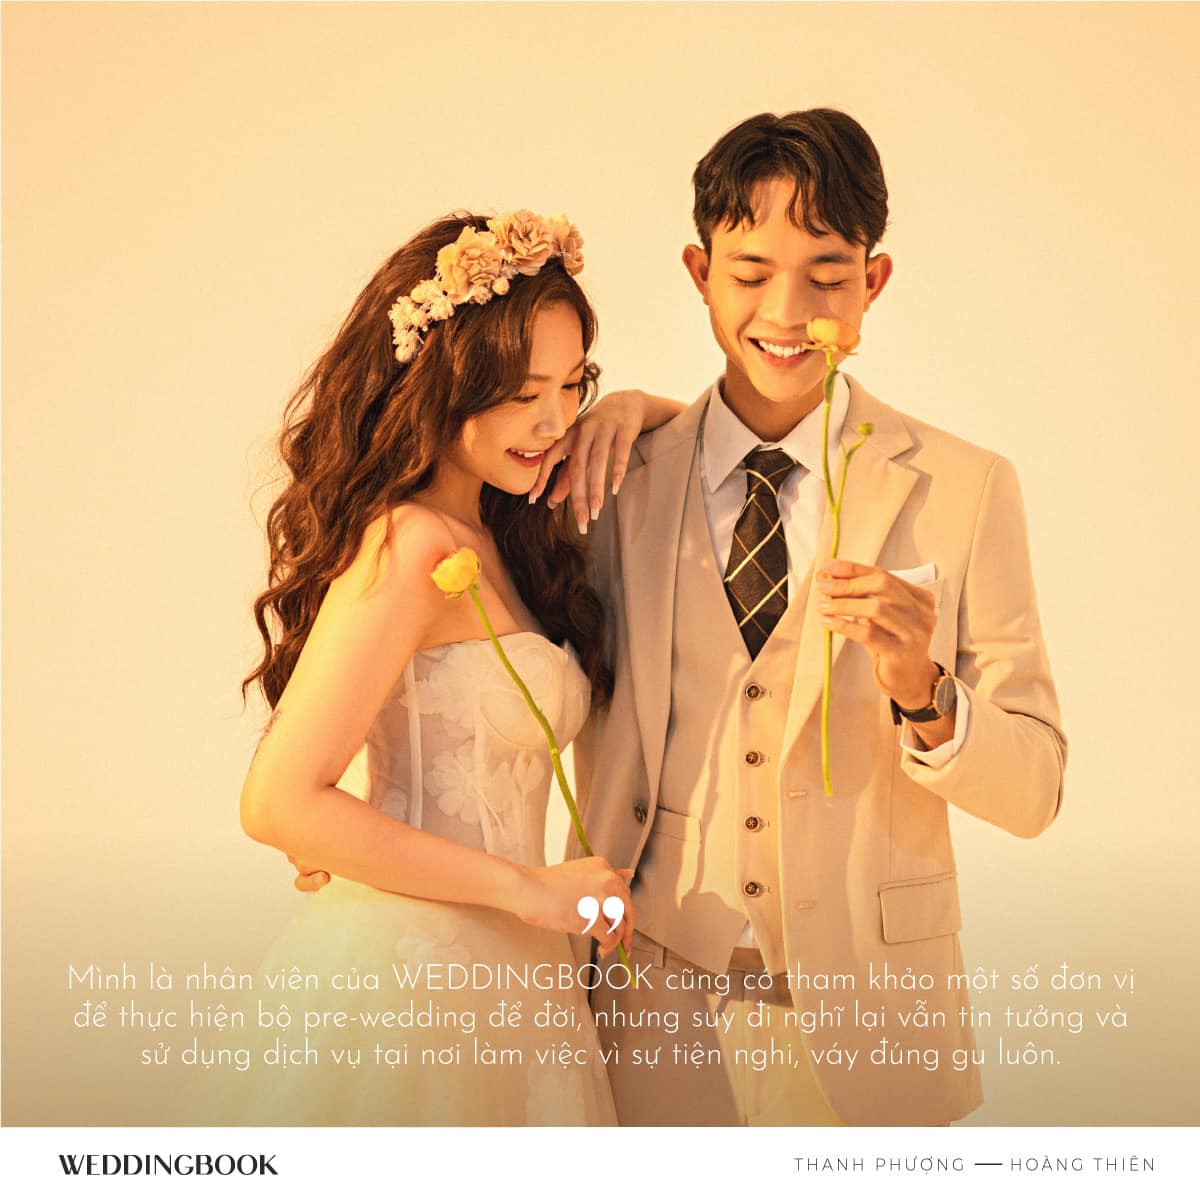 ”
Mình là nhân viên của WEDDINGBOOK cũng có tham khảo một số đơn vị
để thực hiện bộ pre-wedding để đời, nhưng suy đi nghĩ lại vẫn tin tưởng và
sử dụng dịch vụ tại nơi làm việc vì sự tiện nghi, váy đúng gu luôn.
WEDDINGBOOK
THANH PHƯỢNG — HOÀNG THIÊN